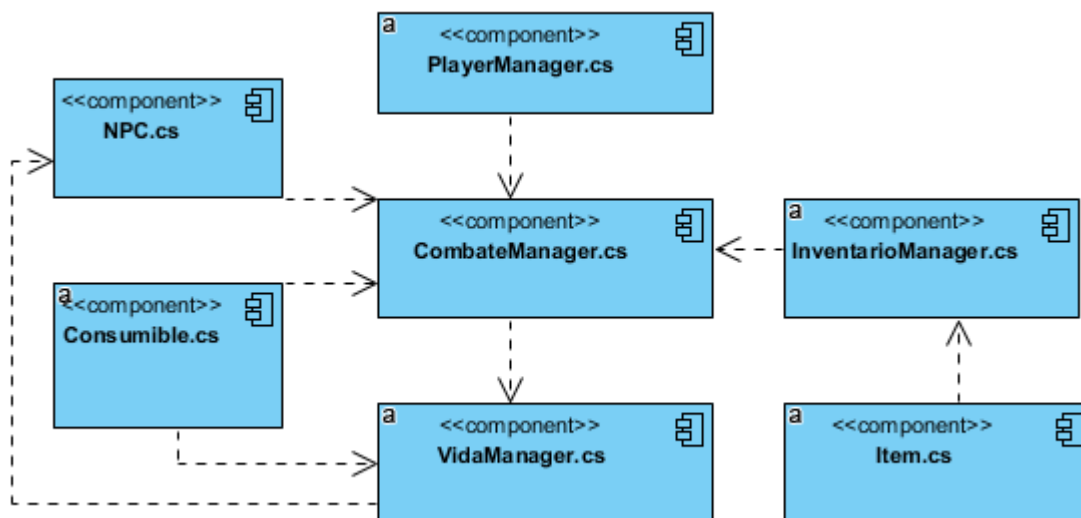 a
<<component>>
PlayerManager.cs
<<component>>
NPC.cs
a
<<component>>
CombateManager.cs
a
<<component>>
InventarioManager.cs
a
<<component>>
Consumible.cs
a
<<component>>
VidaManager.cs
a
<<component>>
Item.cs